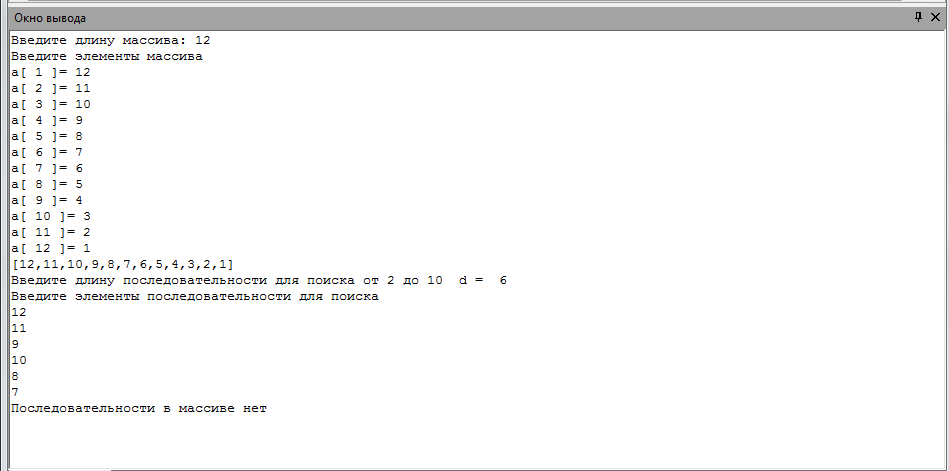 Окно вывода
Введите длину массива: 12
Введите элементы массива
a[ 1 ]= 12
a[ 2 ]= 11
a[ 3 ]= 10
a[ 4 ]= 9
a[ 5 ]= 8
a[ 6 ]= 7
a[ 7 ]= 6
a[ 8 ]= 5
a[ 9 ]= 4
a[ 10 ]= 3
a[ 11 ]= 2
a[ 12 ]= 1
[12,11,10,9,8,7,6,5,4,3,2,1]
Введите длину последовательности для поиска от 2 до 10  d =  6
Введите элементы последовательности для поиска
12
11
9
10
8
7
Последовательности в массиве нет